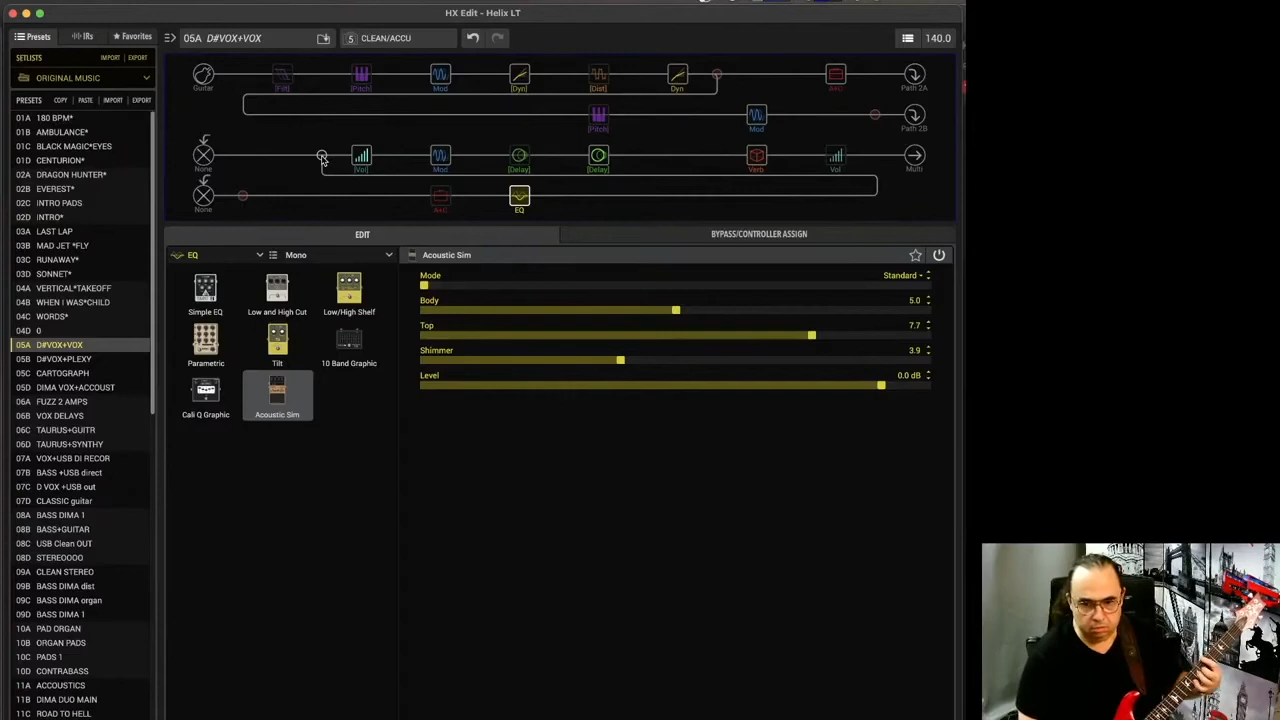 HX Edit - Helix LT
Presets IRs Favorites
05A D#VOX+VOX
5 CLEAN/ACCU
140.0
SETLISTS IMPORT EXPORT
ORIGINAL MUSIC
PRESETS COPY PASTE IMPORT EXPORT
01A 180 BPM*
01B AMBULANCE*
01C BLACK MAGIC*EYES
01D CENTURION*
02A DRAGON HUNTER*
02B EVEREST*
02C INTRO PADS
02D INTRO*
03A LAST LAP
03B MAD JET *FLY
03C RUNAWAY*
03D SONNET*
04A VERTICAL*TAKEOFF
04B WHEN I WAS*CHILD
04C WORDS*
04D 0
05A D#VOX+VOX
05B D#VOX+PLEXY
05C CARTOGRAPH
05D DIMA VOX+ACCOUST
06A FUZZ 2 AMPS
06B VOX DELAYS
06C TAURUS+GUITR
06D TAURUS+SYNTHY
07A VOX+USB DI RECOR
07B BASS +USB direct
07C D VOX +USB out
07D CLASSIC guitar
08A BASS DIMA 1
08B BASS+GUITAR
08C USB Clean OUT
08D STEREOOOO
09A CLEAN STEREO
09B BASS DIMA dist
09C BASS DIMA organ
09D BASS DIMA 1
10A PAD ORGAN
10B ORGAN PADS
10C PADS 1
10D CONTRABASS
11A ACCOUSTICS
11B DIMA DUO MAIN
11C ROAD TO HELL
Guitar [Filt] [Pitch] Mod [Dyn] [Dist] Dyn A+C Path 2A
[Pitch] Mod Path 2B
None [Vol] Mod [Delay] [Delay] Verb Vol Multi
None A+C EQ
EDIT
BYPASS/CONTROLLER ASSIGN
EQ
Mono
Simple EQ
Low and High Cut
Low/High Shelf
Parametric
Tilt
10 Band Graphic
Cali Q Graphic
Acoustic Sim
Acoustic Sim
Mode Standard
Body 5.0
Top 7.7
Shimmer 3.9
Level 0.0 dB